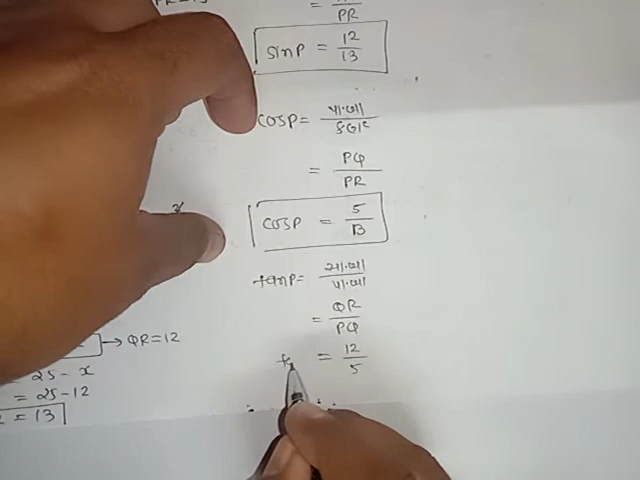 PR
sinP = 12/13
cosP = પા.બા / કર્ણ
= PQ/PR
cosP = 5/13
tanP = સા.બા / પા.બા
= QR/PQ
→ QR = 12
= 12/5
= 25 - x
= 25 - 12
= 13